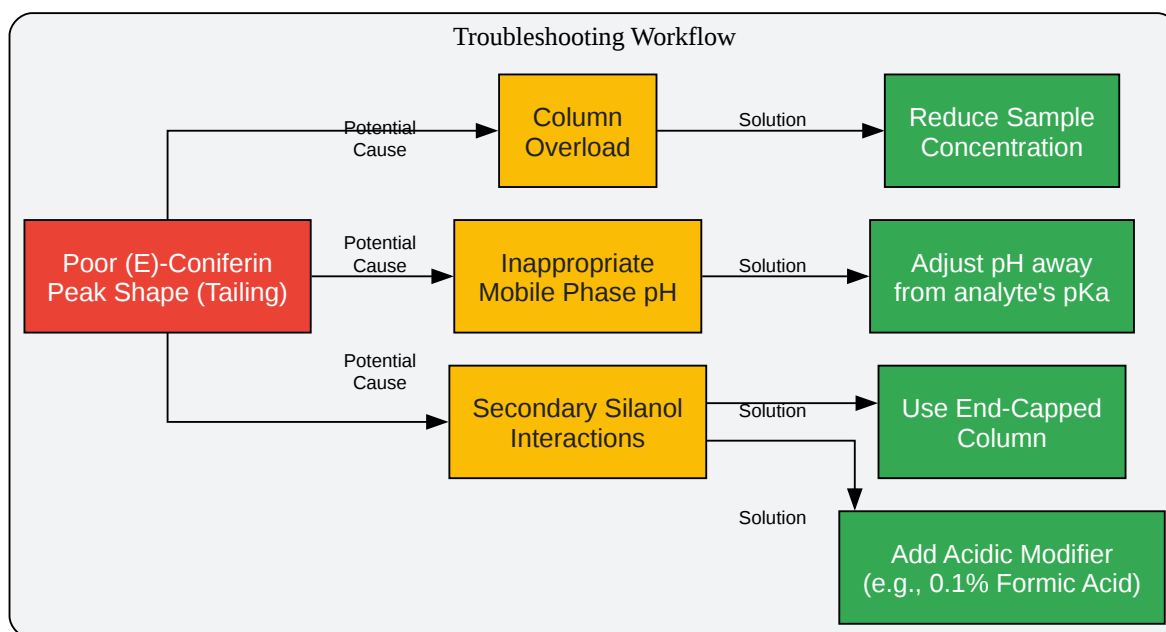 Troubleshooting Workflow
Potential
Cause
Column
Overload
Solution
Reduce Sample
Concentration
Poor (E)-Coniferin
Peak Shape (Tailing)
Potential
Cause
Inappropriate
Mobile Phase pH
Solution
Adjust pH away
from analyte's pKa
Potential
Cause
Secondary Silanol
Interactions
Solution
Use End-Capped
Column
Solution
Add Acidic Modifier
(e.g., 0.1% Formic Acid)